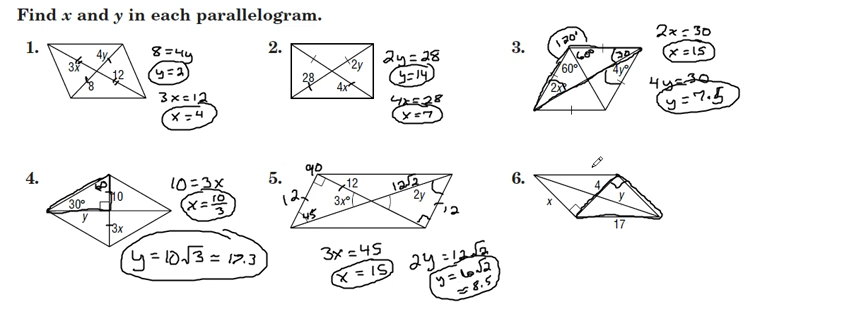 Find x and y in each parallelogram.
1.
3x
4y
12
8
8=4y
y=2
3x=12
x=4
2.
2y
28
4x
2y=28
y=14
4x=28
x=7
3.
120°
60°
30
60°
4y°
2x°
2x=30
x=15
4y=30
y=7.5
4.
60
10
30°
y
3x
10=3x
x=10/3
y=10√3=17.3
5.
90
12
12
3x°
12√2
2y
45
12
3x=45
x=15
2y=12√2
y=6√2
≈8.5
6.
4
x
y
17